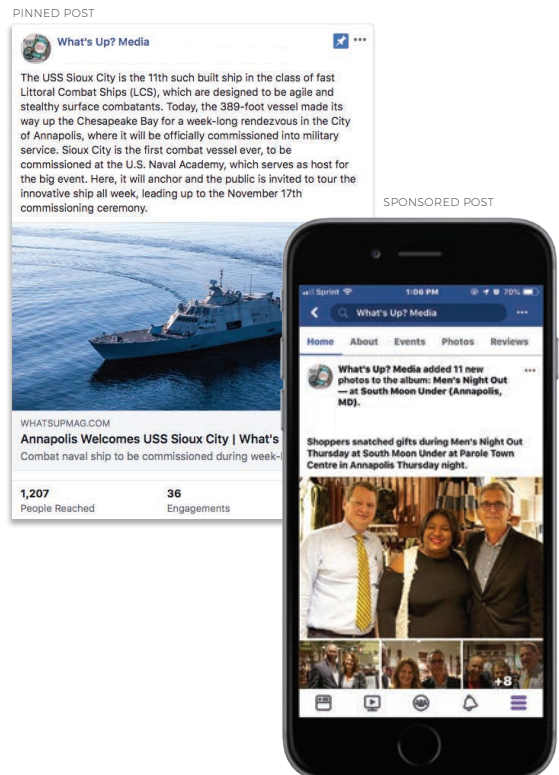 PINNED POST
What's Up? Media
The USS Sioux City is the 11th such built ship in the class of fast
Littoral Combat Ships (LCS), which are designed to be agile and
stealthy surface combatants. Today, the 389-foot vessel made its
way up the Chesapeake Bay for a week-long rendezvous in the City
of Annapolis, where it will be officially commissioned into military
service. Sioux City is the first combat vessel ever, to be
commissioned at the U.S. Naval Academy, which serves as host for
the big event. Here, it will anchor and the public is invited to tour the
innovative ship all week, leading up to the November 17th
commissioning ceremony.
WHATSUPMAG.COM
Annapolis Welcomes USS Sioux City | What's
Combat naval ship to be commissioned during week-
1,207 36
People Reached Engagements
SPONSORED POST
Sprint 1:06 PM 70%
What's Up? Media
Home About Events Photos Reviews
What's Up? Media added 11 new
photos to the album: Men's Night Out
— at South Moon Under (Annapolis,
MD).
Shoppers snatched gifts during Men's Night Out
Thursday at South Moon Under at Parole Town
Centre in Annapolis Thursday night.
+8